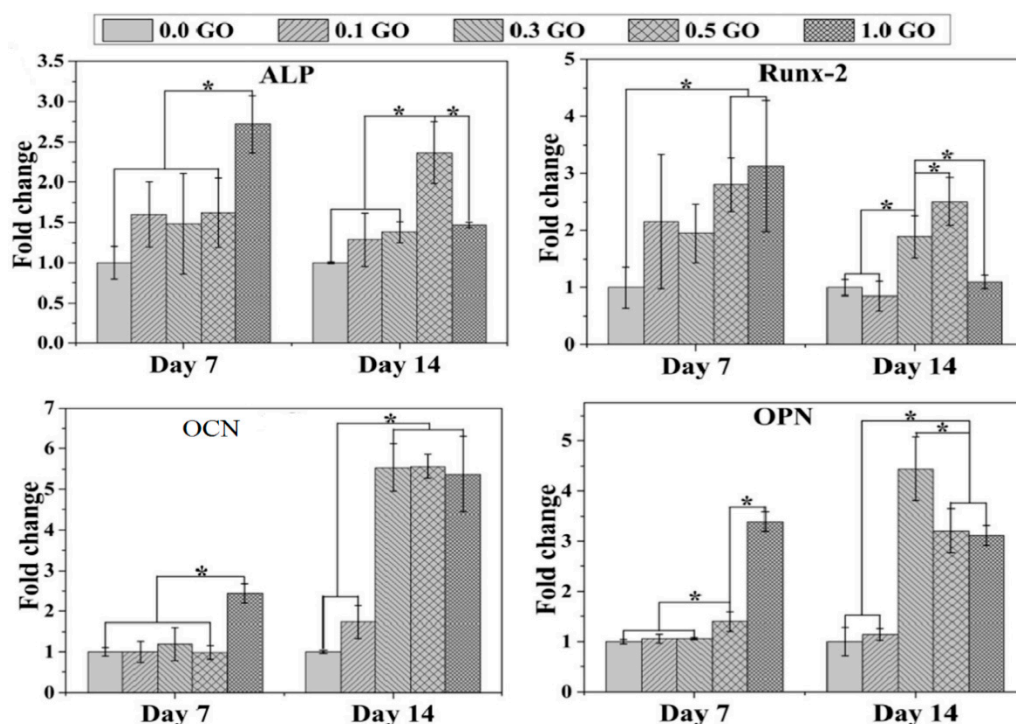 0.0 GO 0.1 GO 0.3 GO 0.5 GO 1.0 GO
ALP
Fold change
3.5
3.0
2.5
2.0
1.5
1.0
0.5
0.0
* * *
Day 7 Day 14
Runx-2
Fold change
5
4
3
2
1
0
* * * *
Day 7 Day 14
OCN
Fold change
7
6
5
4
3
2
1
0
* *
Day 7 Day 14
OPN
Fold change
5
4
3
2
1
0
* * * *
Day 7 Day 14